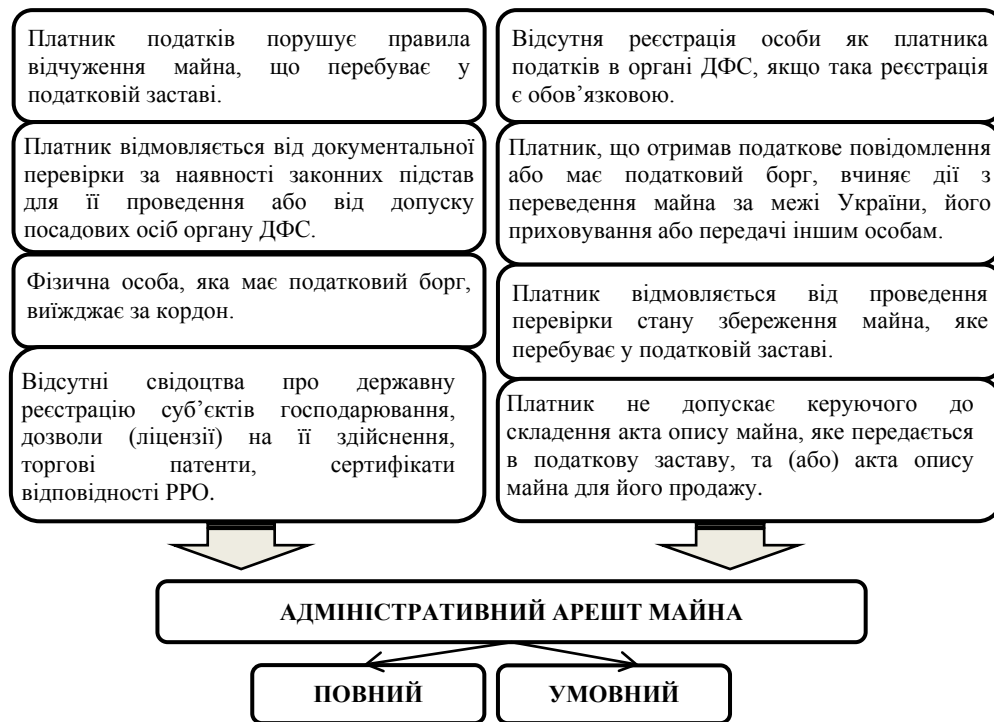 Платник податків порушує правила
відчуження майна, що перебуває у
податковій заставі.
Платник відмовляється від документальної
перевірки за наявності законних підстав
для її проведення або від допуску
посадових осіб органу ДФС.
Фізична особа, яка має податковий борг,
виїжджає за кордон.
Відсутні свідоцтва про державну
реєстрацію суб’єктів господарювання,
дозволи (ліцензії) на її здійснення,
торгові патенти, сертифікати
відповідності РРО.
Відсутня реєстрація особи як платника
податків в органі ДФС, якщо така реєстрація
є обов’язковою.
Платник, що отримав податкове повідомлення
або має податковий борг, вчиняє дії з
переведення майна за межі України, його
приховування або передачі іншим особам.
Платник відмовляється від проведення
перевірки стану збереження майна, яке
перебуває у податковій заставі.
Платник не допускає керуючого до
складення акта опису майна, яке передається
в податкову заставу, та (або) акта опису
майна для його продажу.
АДМІНІСТРАТИВНИЙ АРЕШТ МАЙНА
ПОВНИЙ
УМОВНИЙ